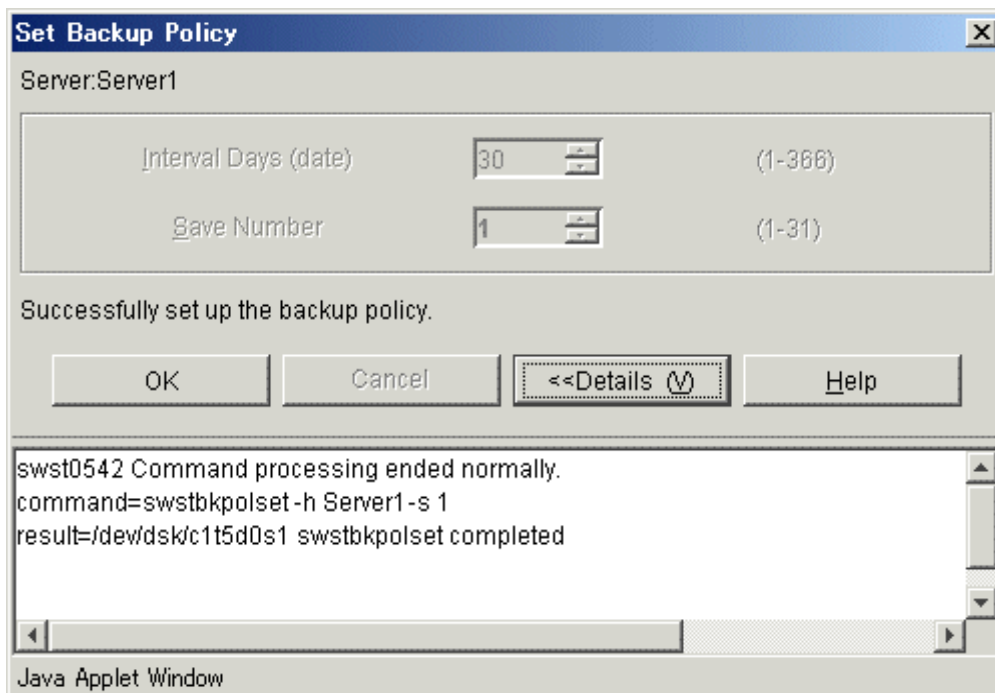 Set Backup Policy
Server:Server1
Interval Days (date) 30 (1-366)
Save Number 1 (1-31)
Successfully set up the backup policy.
OK Cancel <<Details (V) Help
swst0542 Command processing ended normally.
command=swstbkpolset -h Server1 -s 1
result=/dev/dsk/c1t5d0s1 swstbkpolset completed
Java Applet Window